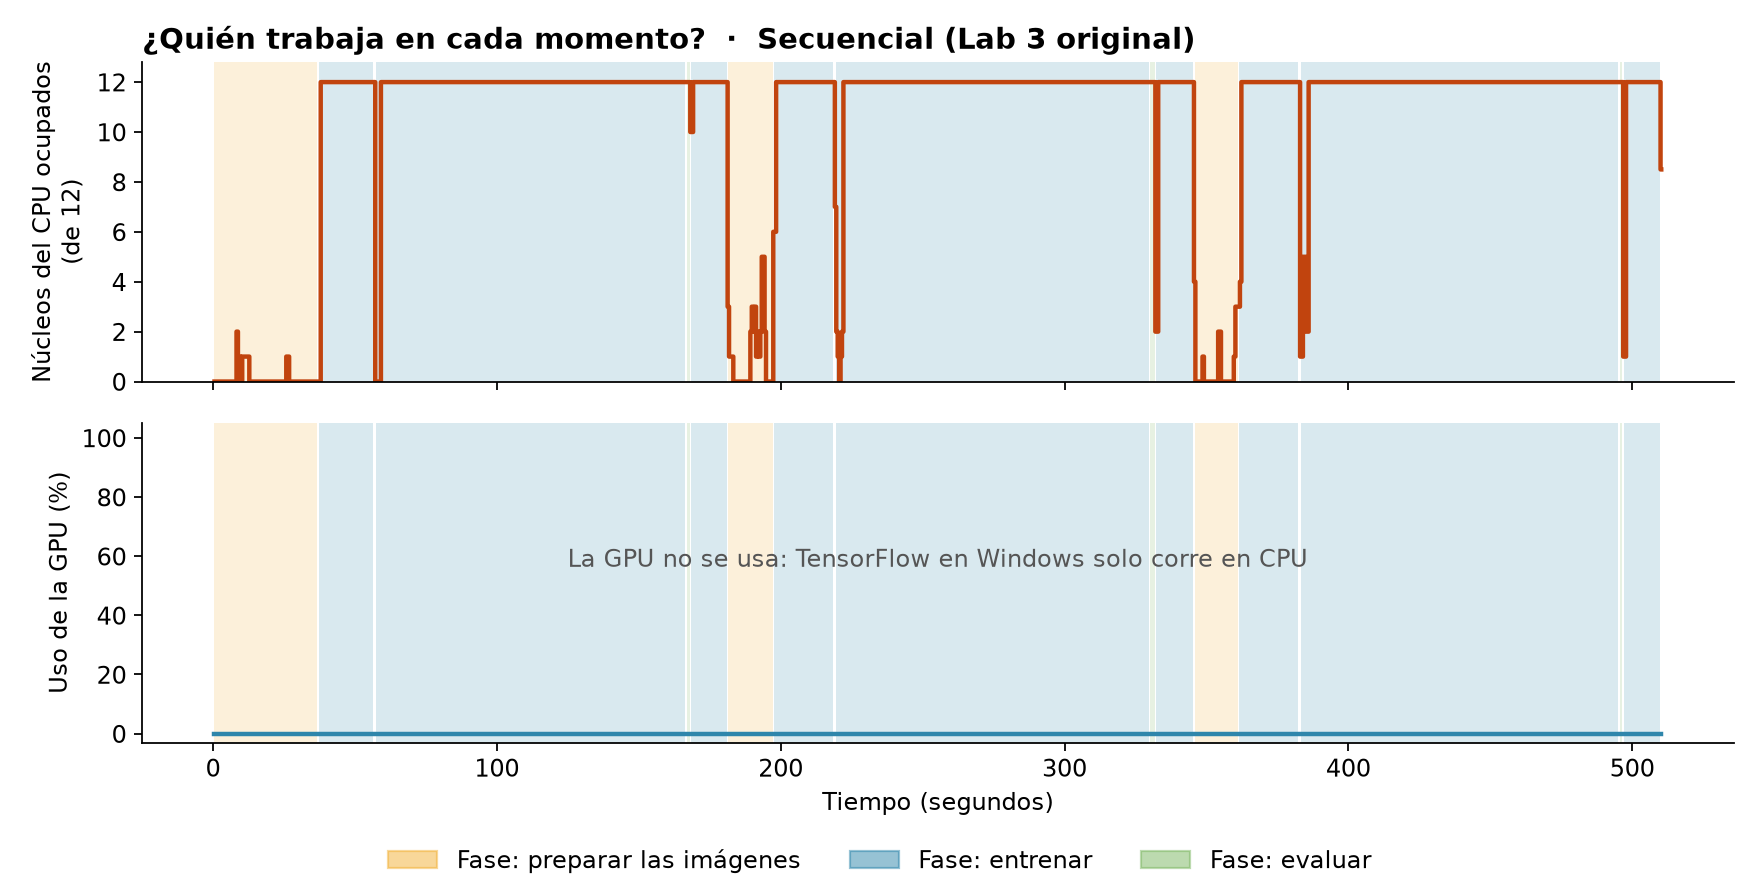 ¿Quién trabaja en cada momento?  ·  Secuencial (Lab 3 original)
Núcleos del CPU ocupados
(de 12)
12
10
8
6
4
2
0
Uso de la GPU (%)
100
80
60
40
20
0
La GPU no se usa: TensorFlow en Windows solo corre en CPU
0 100 200 300 400 500
Tiempo (segundos)
Fase: preparar las imágenes Fase: entrenar Fase: evaluar